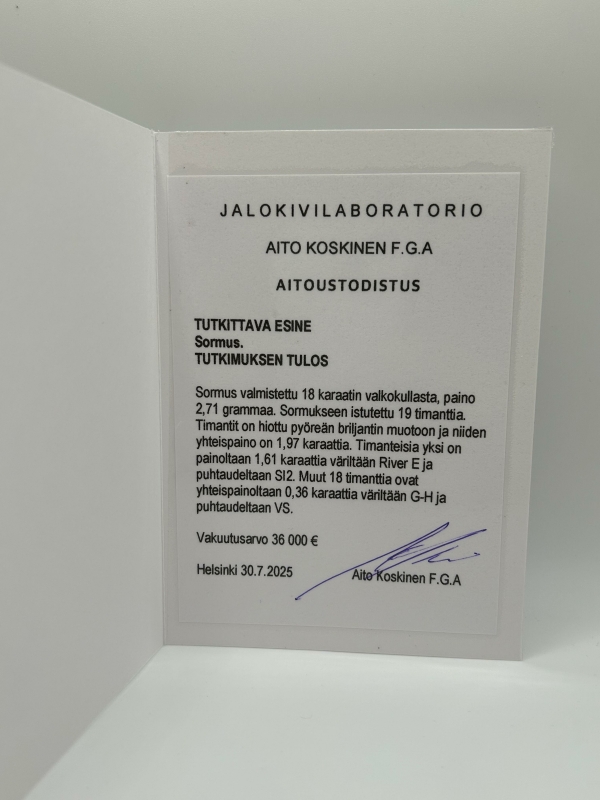 JALOKIVILABORATORIO
AITO KOSKINEN F.G.A
AITOUSTODISTUS
TUTKITTAVA ESINE
Sormus.
TUTKIMUKSEN TULOS
Sormus valmistettu 18 karaatin valkokullasta, paino
2,71 grammaa. Sormukseen istutettu 19 timanttia.
Timantit on hiottu pyöreän briljantin muotoon ja niiden
yhteispaino on 1,97 karaattia. Timanteisia yksi on
painoltaan 1,61 karaattia väriltään River E ja
puhtaudeltaan SI2. Muut 18 timanttia ovat
yhteispainoltaan 0,36 karaattia väriltään G-H ja
puhtaudeltaan VS.
Vakuutusarvo 36 000 €
Helsinki 30.7.2025
Aito Koskinen F.G.A